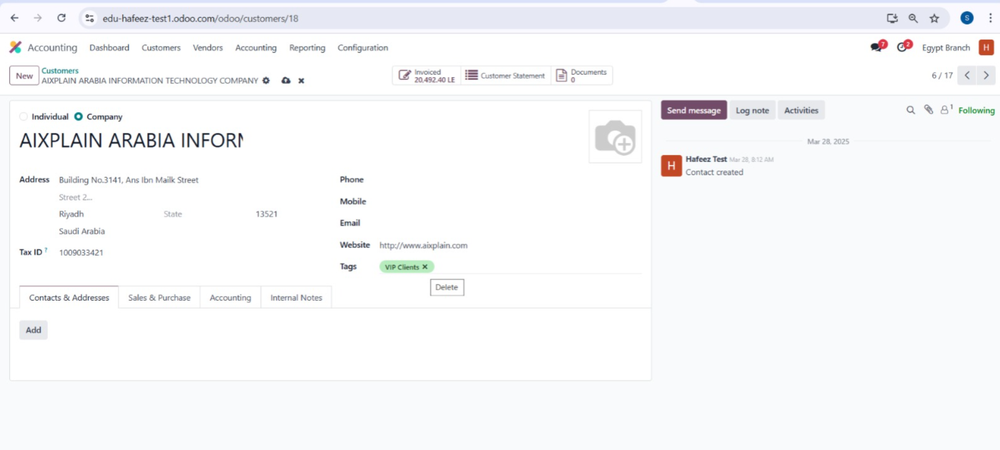 edu-hafeez-test1.odoo.com/odoo/customers/18
S
Accounting Dashboard Customers Vendors Accounting Reporting Configuration 7 2 Egypt Branch H
New Customers
AIXPLAIN ARABIA INFORMATION TECHNOLOGY COMPANY
Invoiced
20,492.40 LE
Customer Statement
Documents
0
6 / 17
Individual Company
AIXPLAIN ARABIA INFORM
Address Building No.3141, Ans Ibn Mailk Street
Street 2...
Riyadh State 13521
Saudi Arabia
Tax ID ? 1009033421
Phone
Mobile
Email
Website http://www.aixplain.com
Tags VIP Clients ×
Delete
Contacts & Addresses Sales & Purchase Accounting Internal Notes
Add
Send message Log note Activities 1 Following
Mar 28, 2025
H Hafeez Test Mar 28, 8:12 AM
Contact created